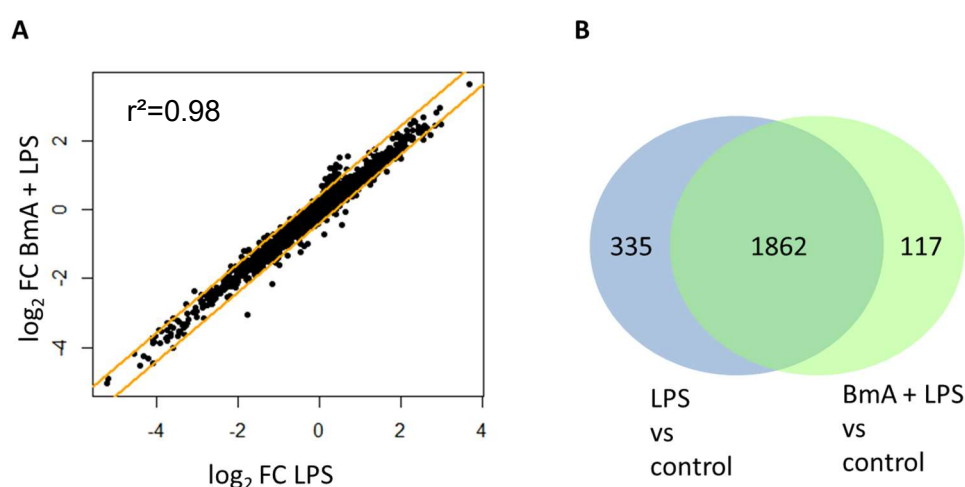 A
B
r²=0.98
log₂ FC BmA + LPS
2
0
-2
-4
-4
-2
0
2
4
log₂ FC LPS
335
1862
117
LPS
vs
control
BmA + LPS
vs
control